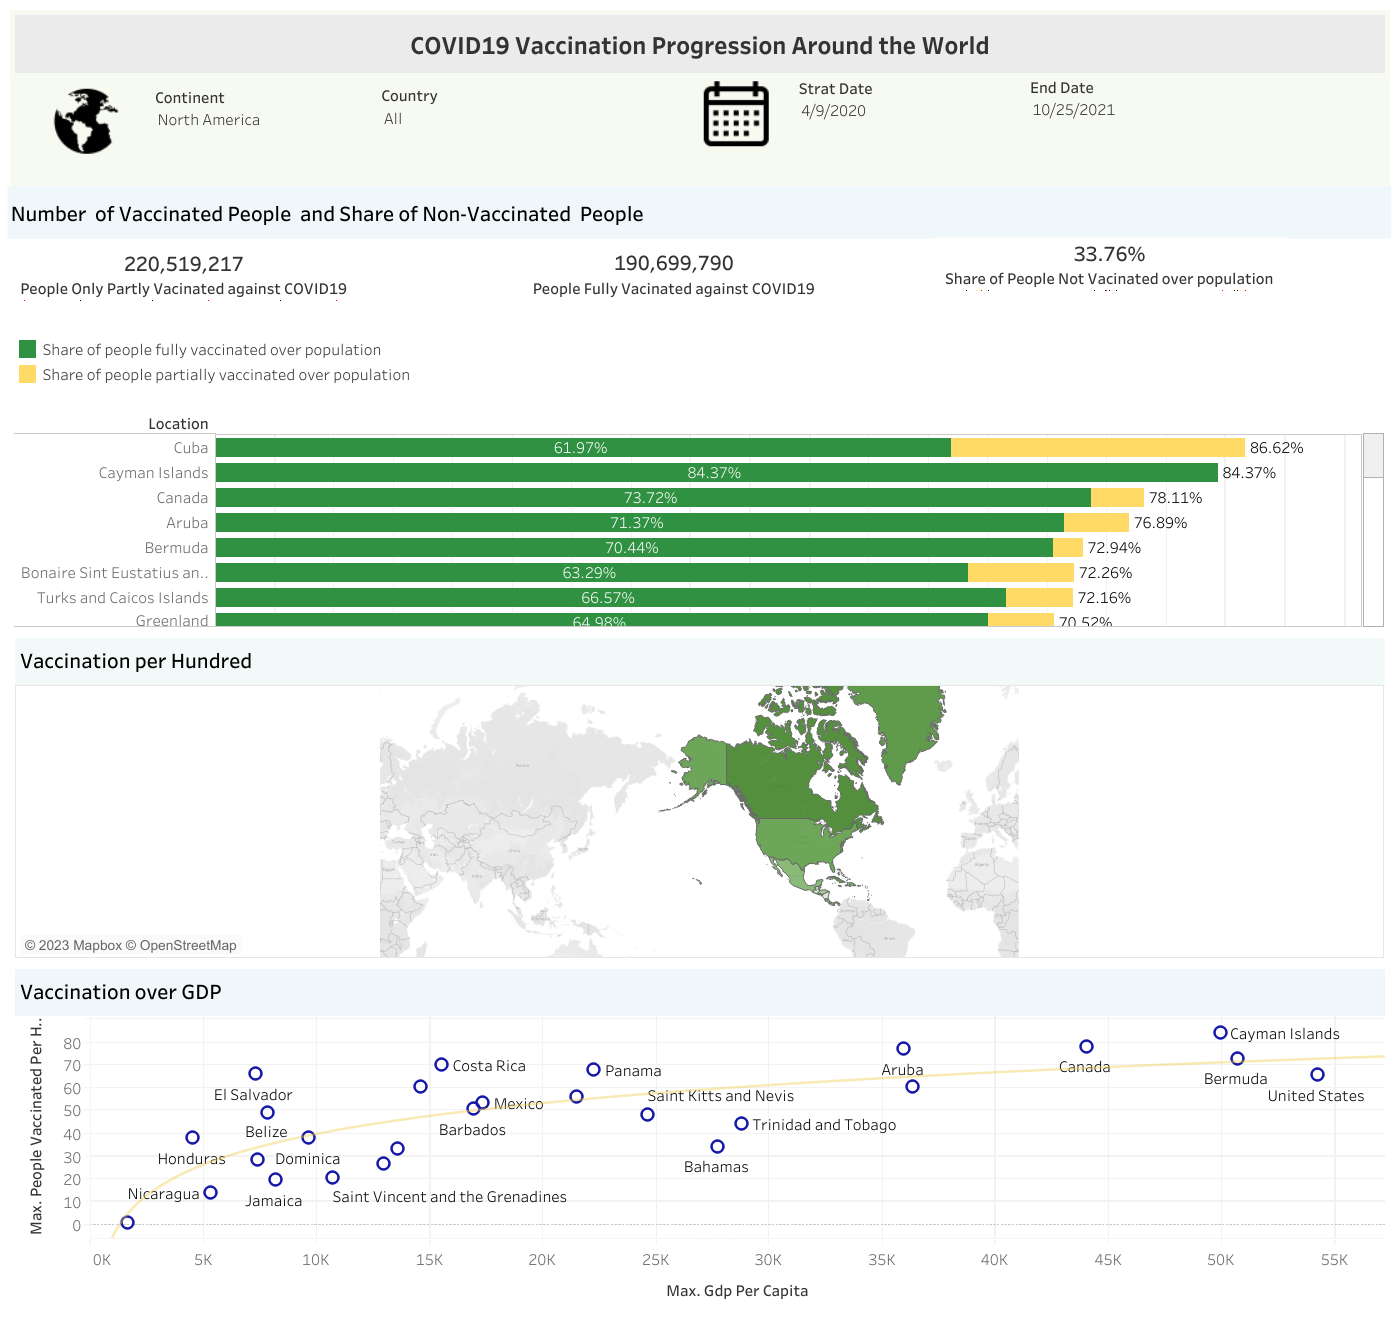 COVID19 Vaccination Progression Around the World
Continent
North America
Country
All
Strat Date
4/9/2020
End Date
10/25/2021
Number of Vaccinated People and Share of Non-Vaccinated People
220,519,217
People Only Partly Vacinated against COVID19
190,699,790
People Fully Vacinated against COVID19
33.76%
Share of People Not Vacinated over population
Share of people fully vaccinated over population
Share of people partially vaccinated over population
Location
Cuba 61.97% 86.62%
Cayman Islands 84.37% 84.37%
Canada 73.72% 78.11%
Aruba 71.37% 76.89%
Bermuda 70.44% 72.94%
Bonaire Sint Eustatius an.. 63.29% 72.26%
Turks and Caicos Islands 66.57% 72.16%
Greenland 64.98% 70.52%
Vaccination per Hundred
© 2023 Mapbox © OpenStreetMap
Vaccination over GDP
Max. People Vaccinated Per H..
80
70
60
50
40
30
20
10
0
Cayman Islands
Costa Rica
Panama
Aruba
Canada
Bermuda
El Salvador
Mexico
Saint Kitts and Nevis
United States
Belize
Barbados
Trinidad and Tobago
Honduras
Dominica
Bahamas
Nicaragua
Jamaica
Saint Vincent and the Grenadines
0K 5K 10K 15K 20K 25K 30K 35K 40K 45K 50K 55K
Max. Gdp Per Capita